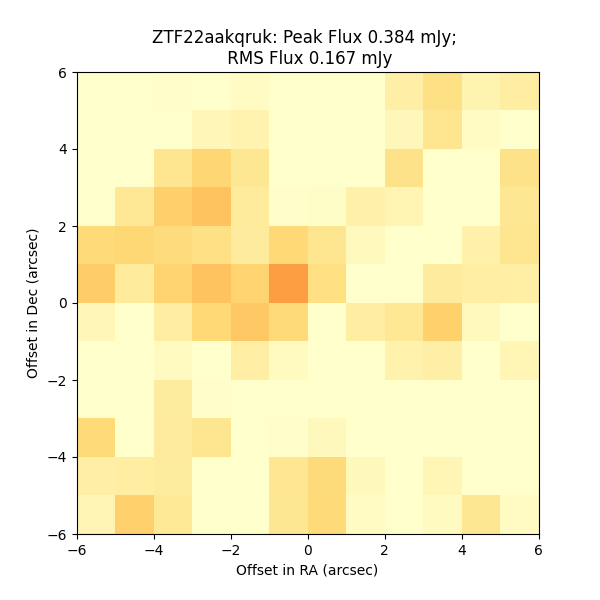 ZTF22aakqruk: Peak Flux 0.384 mJy;
RMS Flux 0.167 mJy
6
4
2
0
−2
−4
−6
Offset in Dec (arcsec)
−6 −4 −2 0 2 4 6
Offset in RA (arcsec)